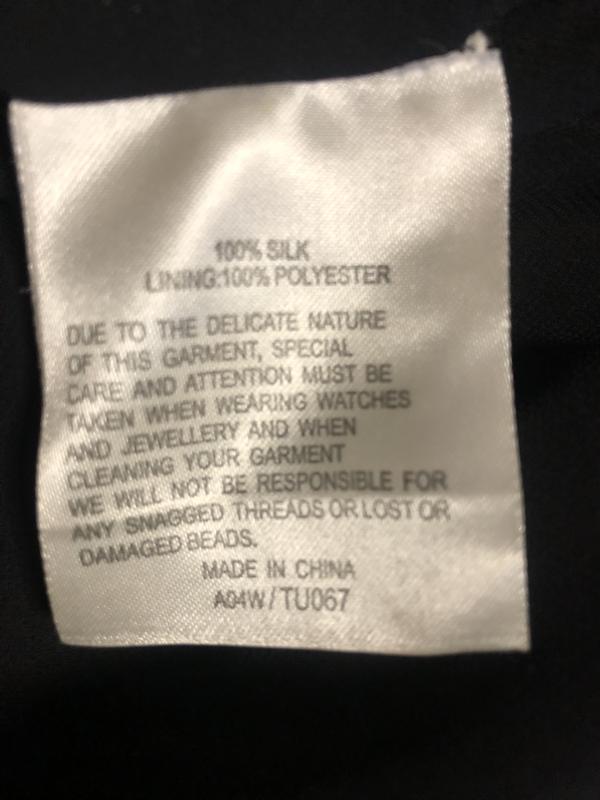 100% SILK
LINING:100% POLYESTER
DUE TO THE DELICATE NATURE
OF THIS GARMENT, SPECIAL
CARE AND ATTENTION MUST BE
TAKEN WHEN WEARING WATCHES
AND JEWELLERY AND WHEN
CLEANING YOUR GARMENT
WE WILL NOT BE RESPONSIBLE FOR
ANY SNAGGED THREADS OR LOST OR
DAMAGED BEADS.
MADE IN CHINA
A04W/TU067